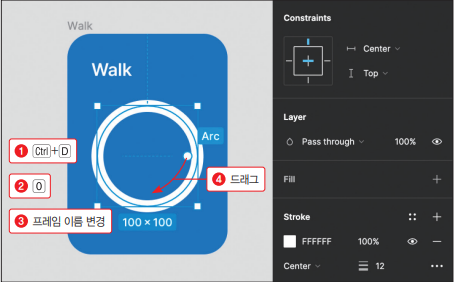 Walk
Walk
Arc
1 Ctrl+D
2 O
3 프레임 이름 변경
4 드래그
100 × 100
Constraints
Center
Top
Layer
Pass through 100%
Fill
Stroke
FFFFFF 100%
Center 12